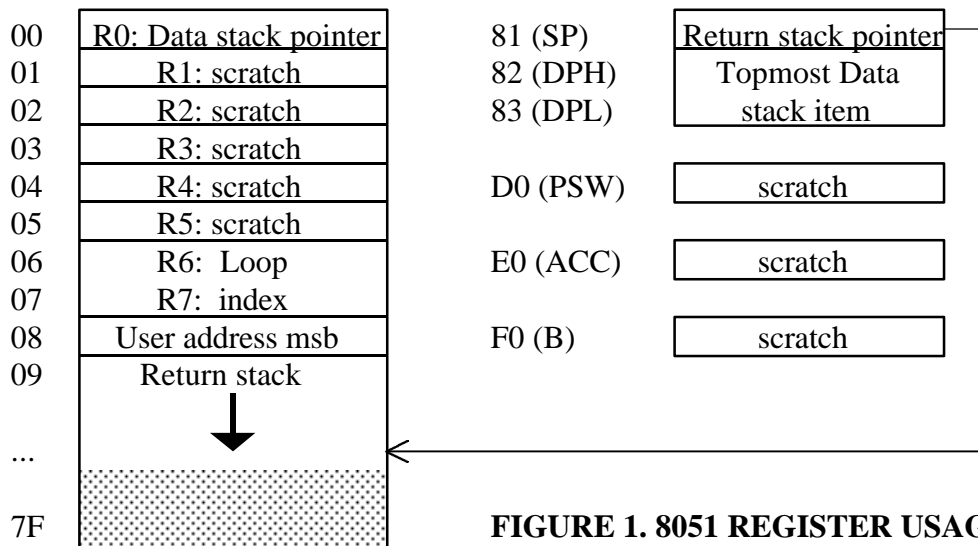 00 R0: Data stack pointer 81 (SP) Return stack pointer
01 R1: scratch 82 (DPH) Topmost Data
02 R2: scratch 83 (DPL) stack item
03 R3: scratch
04 R4: scratch D0 (PSW) scratch
05 R5: scratch
06 R6: Loop E0 (ACC) scratch
07 R7: index
08 User address msb F0 (B) scratch
09 Return stack
...
7F FIGURE 1. 8051 REGISTER USAG